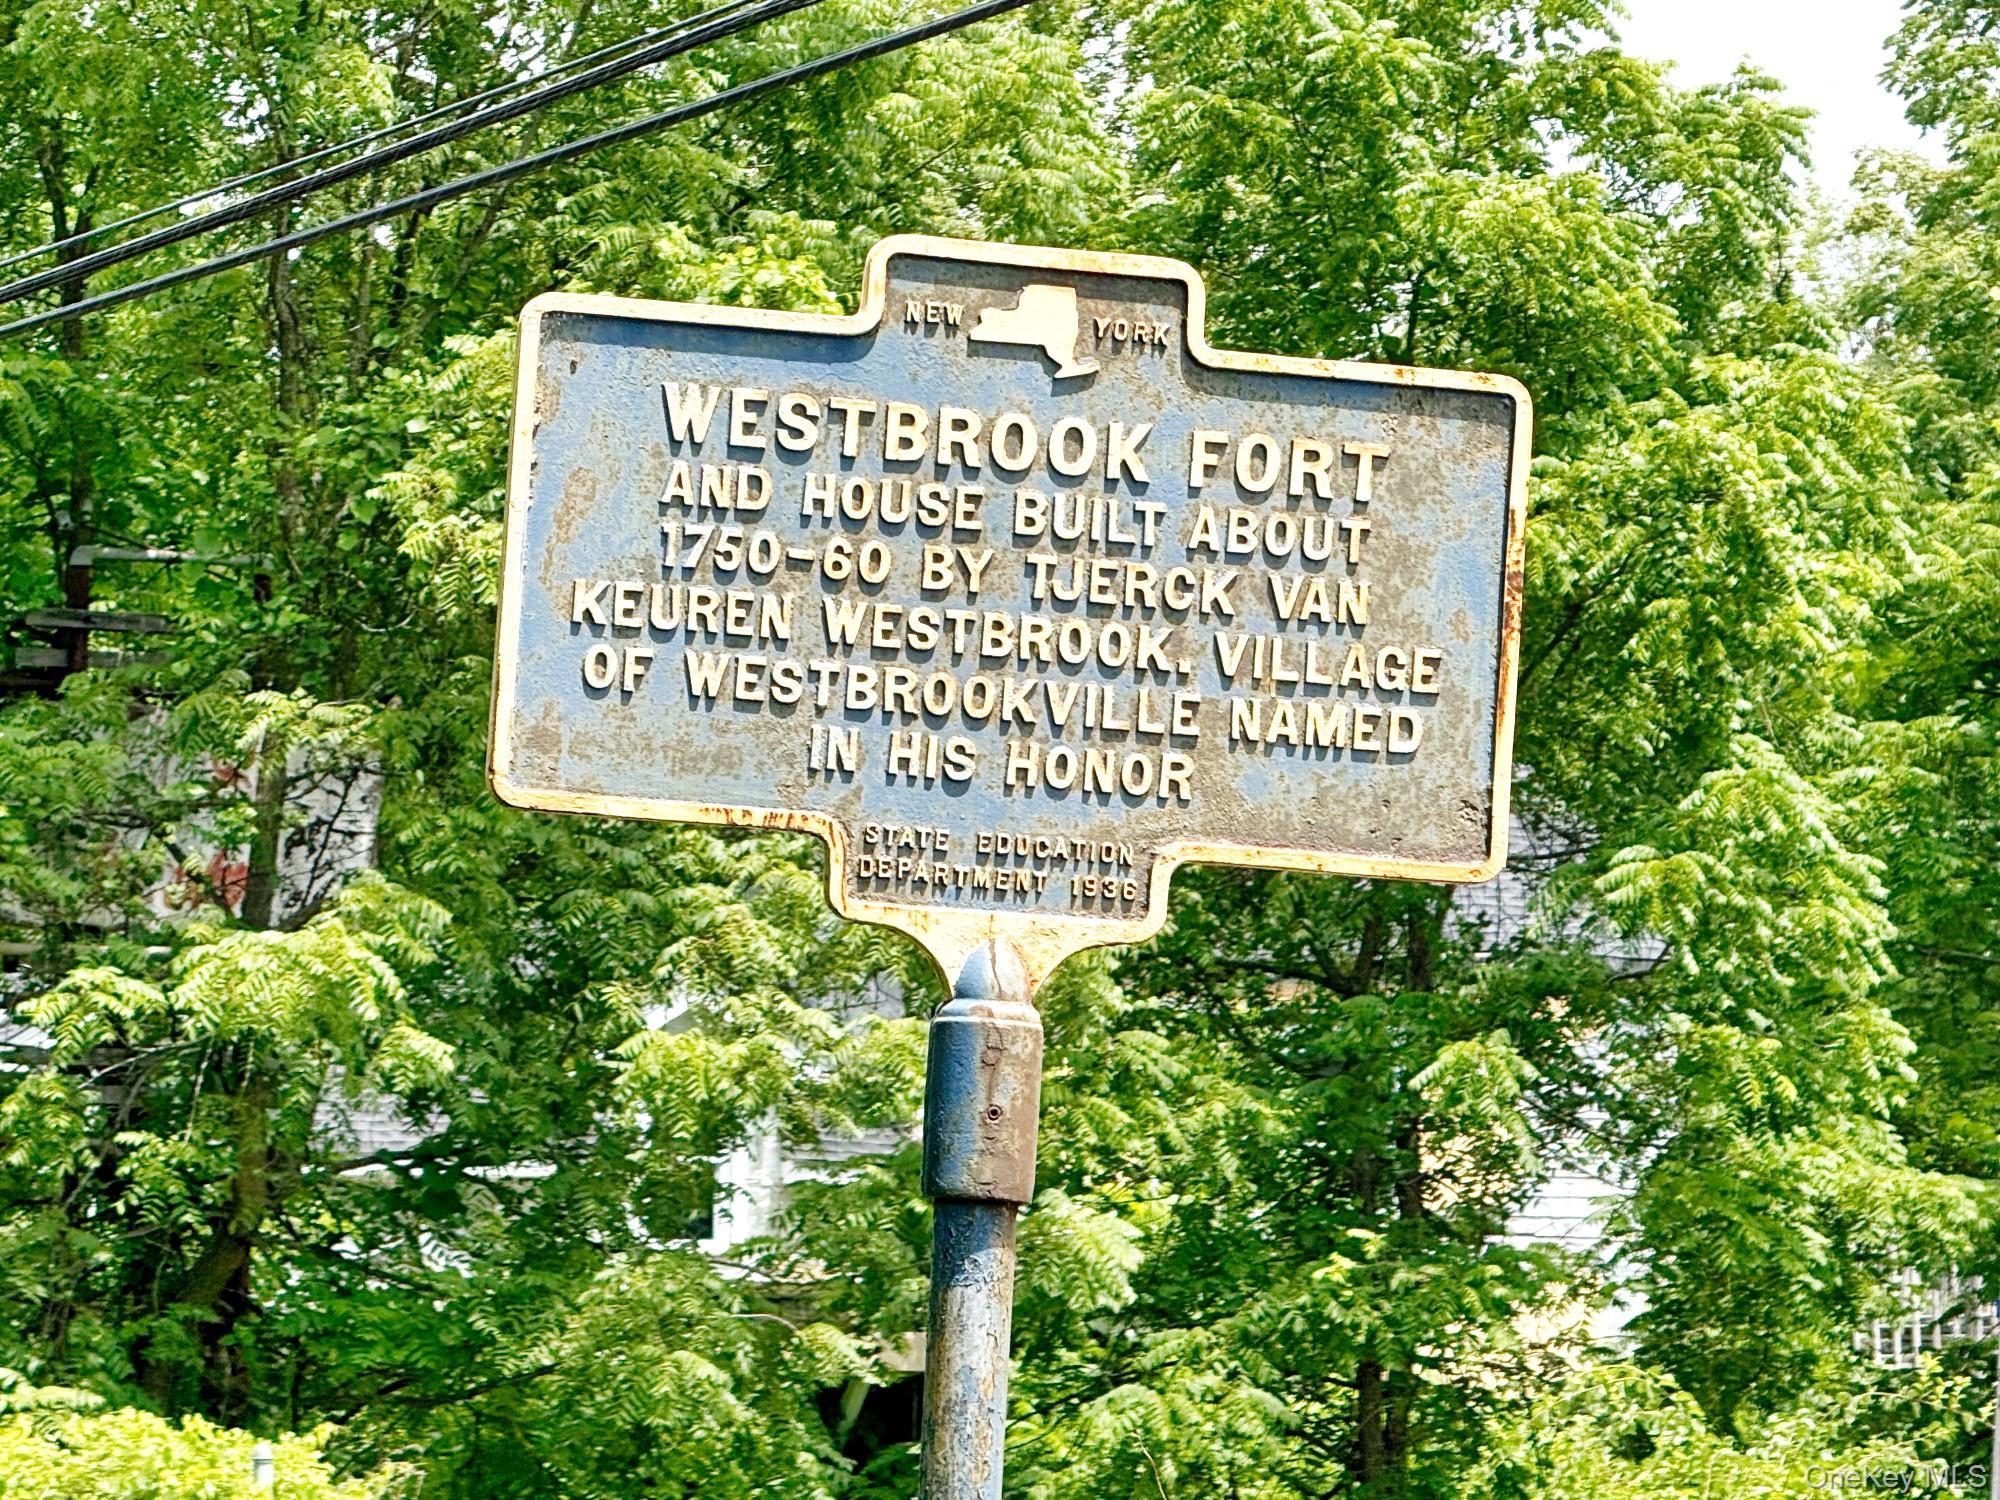 NEW YORK
WESTBROOK FORT
AND HOUSE BUILT ABOUT
1750-60 BY TJERCK VAN
KEUREN WESTBROOK. VILLAGE
OF WESTBROOKVILLE NAMED
IN HIS HONOR
STATE EDUCATION
DEPARTMENT 1936
OneKey MLS